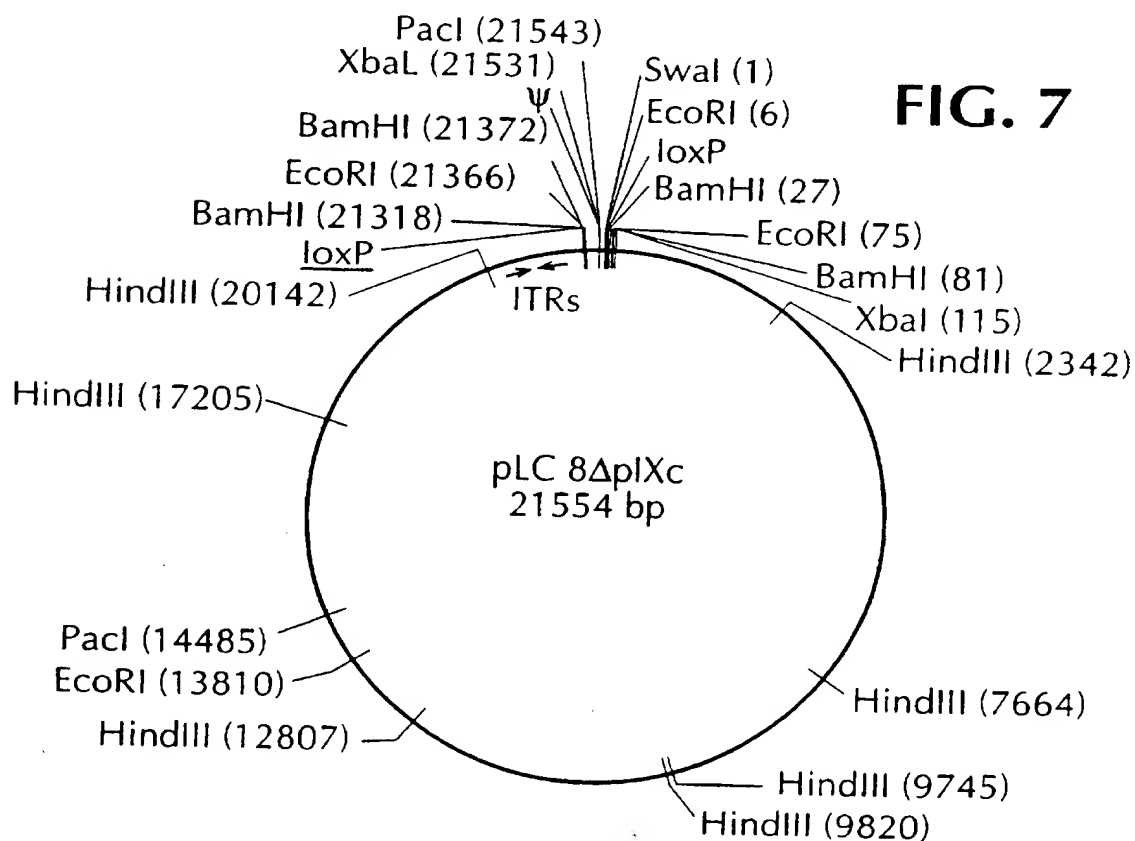 FIG. 7
PacI (21543)
XbaL (21531)
ψ
BamHI (21372)
EcoRI (21366)
BamHI (21318)
loxP
HindIII (20142)
HindIII (17205)
PacI (14485)
EcoRI (13810)
HindIII (12807)
SwaI (1)
EcoRI (6)
loxP
BamHI (27)
EcoRI (75)
BamHI (81)
XbaI (115)
HindIII (2342)
HindIII (7664)
HindIII (9745)
HindIII (9820)
ITRs
pLC 8ΔpIXc
21554 bp